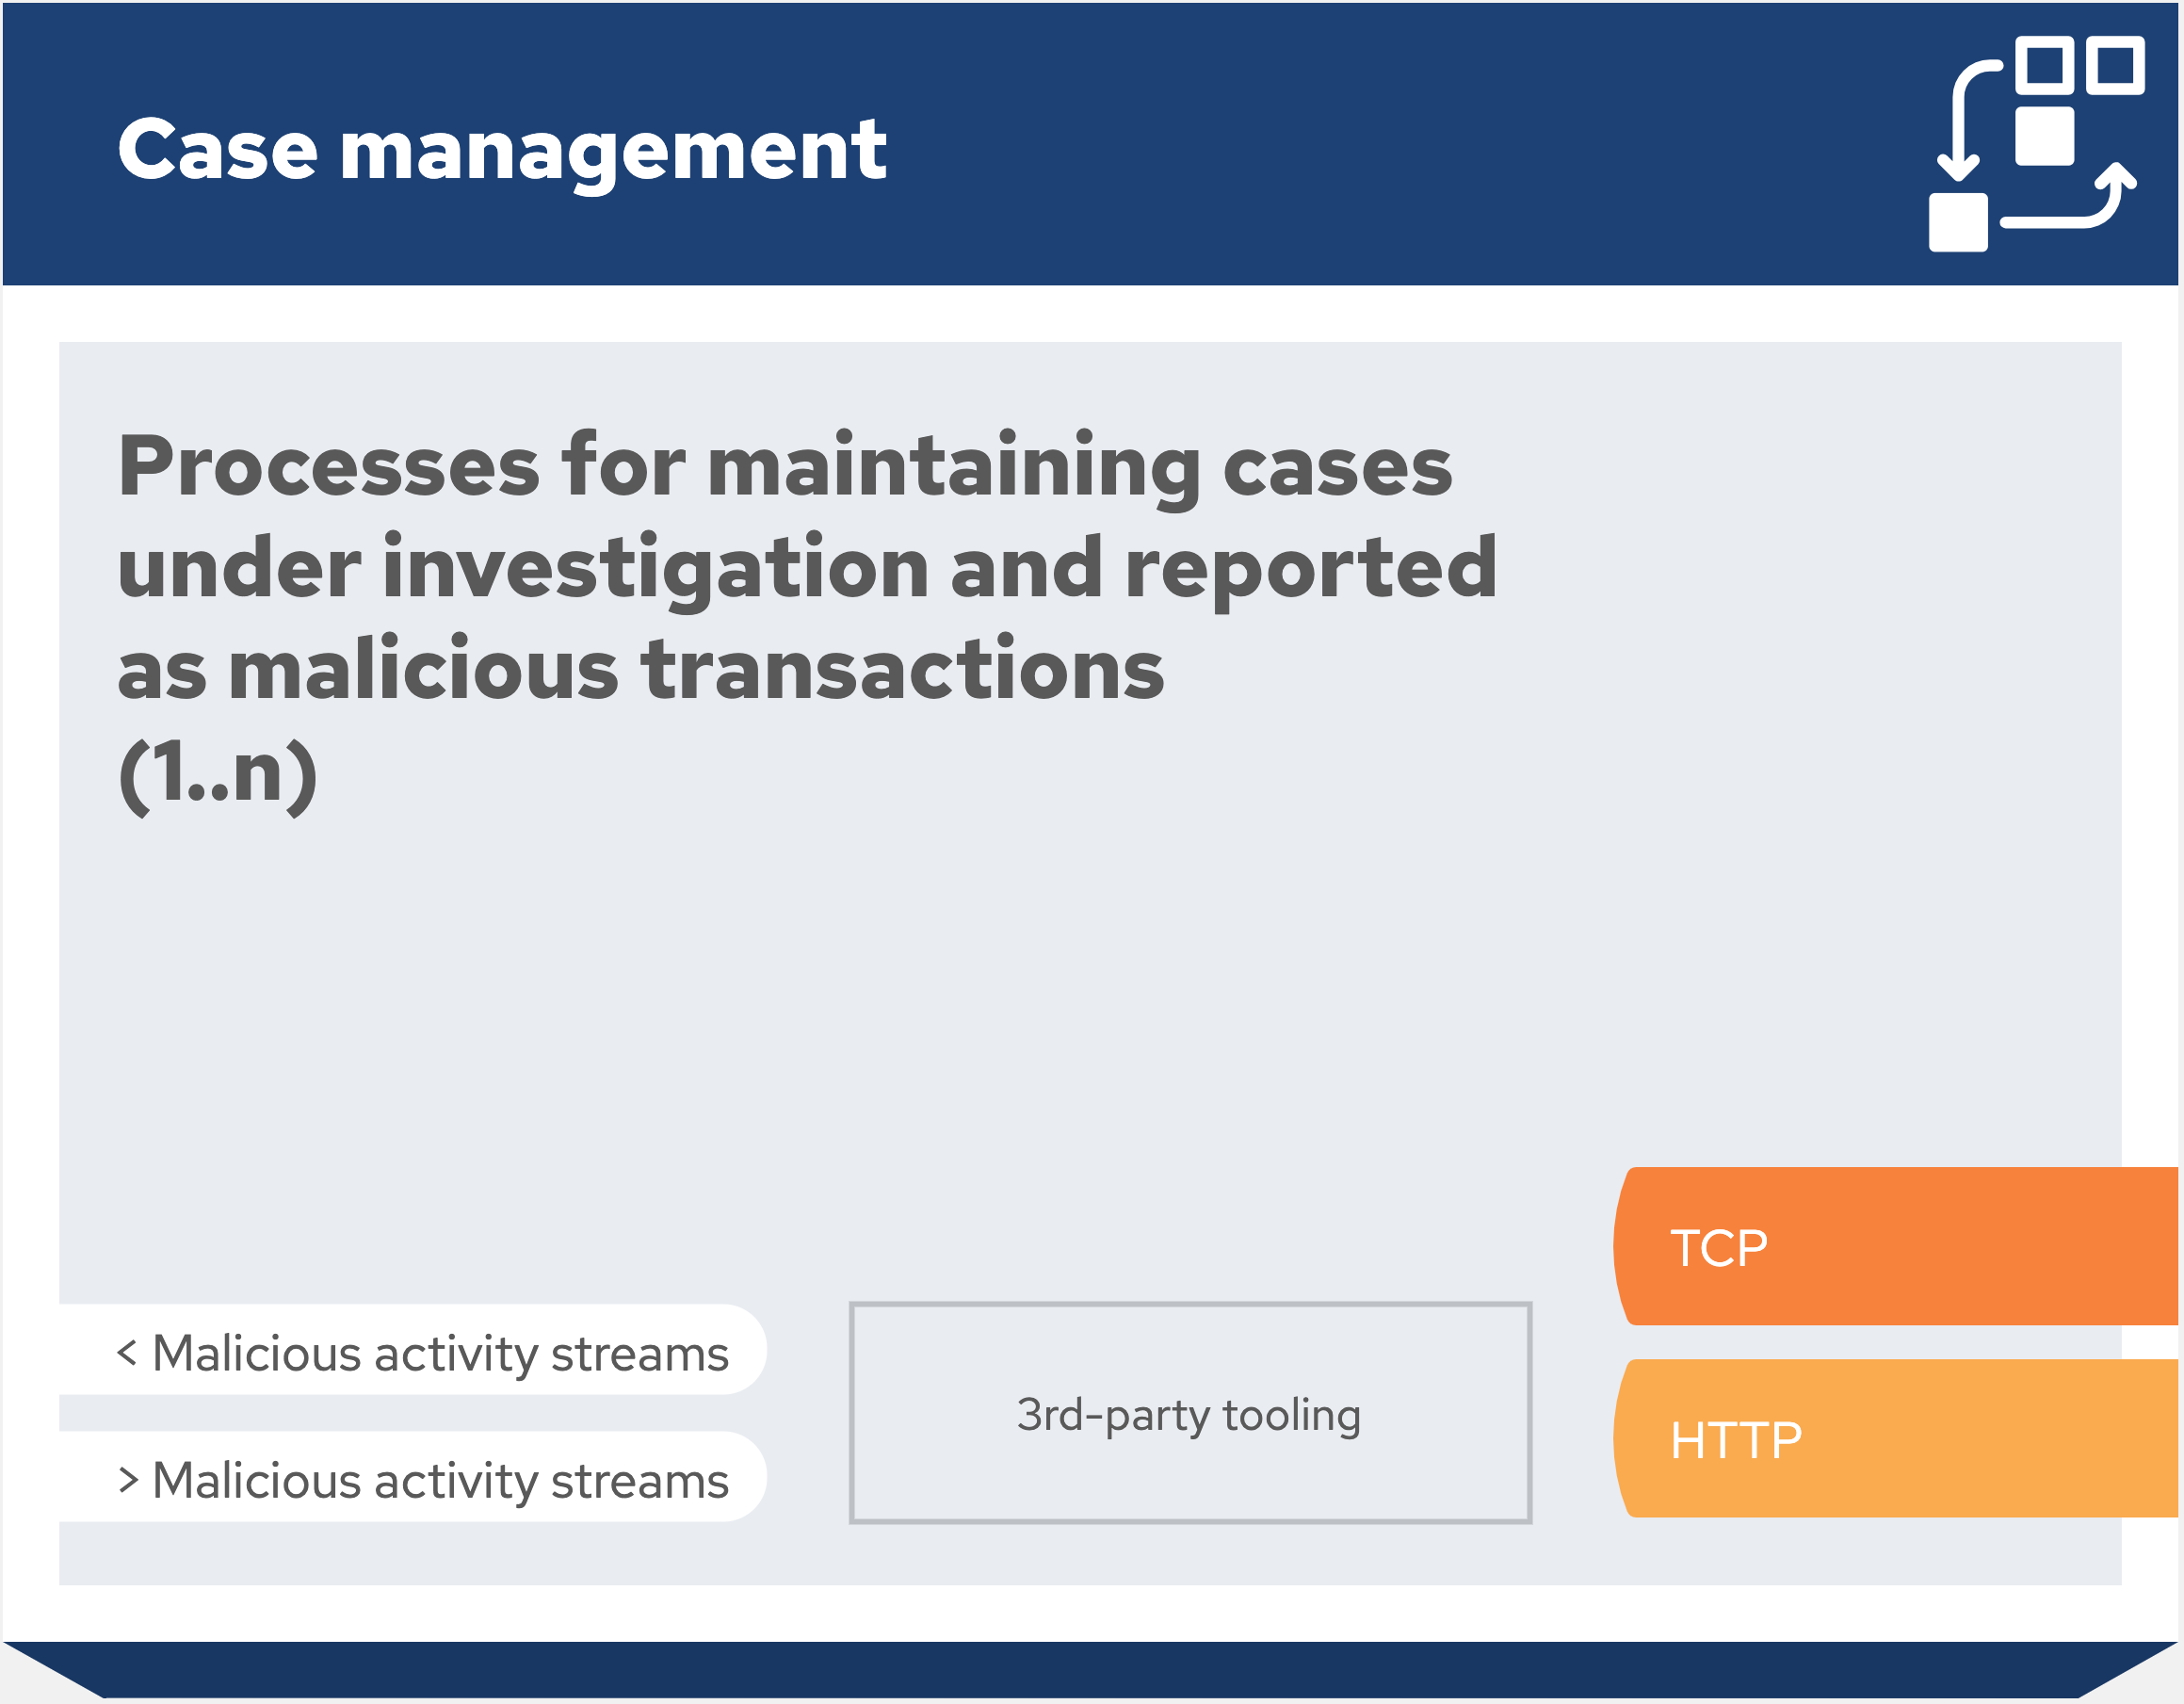 Case management
Processes for maintaining cases
under investigation and reported
as malicious transactions
(1..n)
TCP
< Malicious activity streams
3rd-party tooling
HTTP
> Malicious activity streams